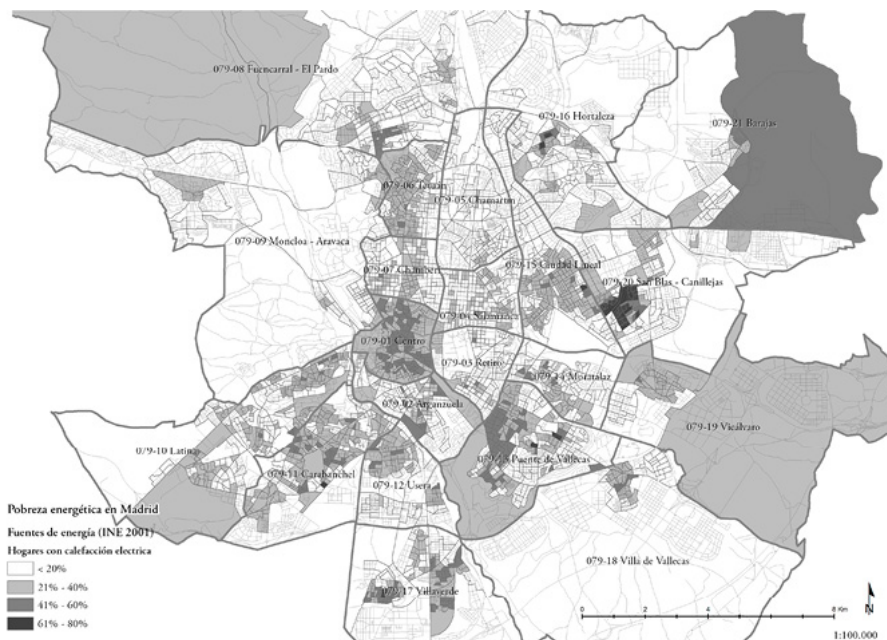 079-08 Fuencarral - El Pardo
079-16 Hortaleza
079-21 Barajas
079-06 Tetuán
079-05 Chamartín
079-09 Moncloa - Aravaca
079-07 Chamberí
079-15 Ciudad Lineal
079-20 San Blas - Canillejas
079-04 Salamanca
079-01 Centro
079-03 Retiro
079-14 Moratalaz
079-02 Arganzuela
079-19 Vicálvaro
079-10 Latina
079-13 Puente de Vallecas
079-11 Carabanchel
079-12 Usera
079-18 Villa de Vallecas
079-17 Villaverde
Pobreza energética en Madrid
Fuentes de energía (INE 2001)
Hogares con calefacción electrica
< 20%
21% - 40%
41% - 60%
61% - 80%
0 2 4 6 8 Km
N
1:100.000